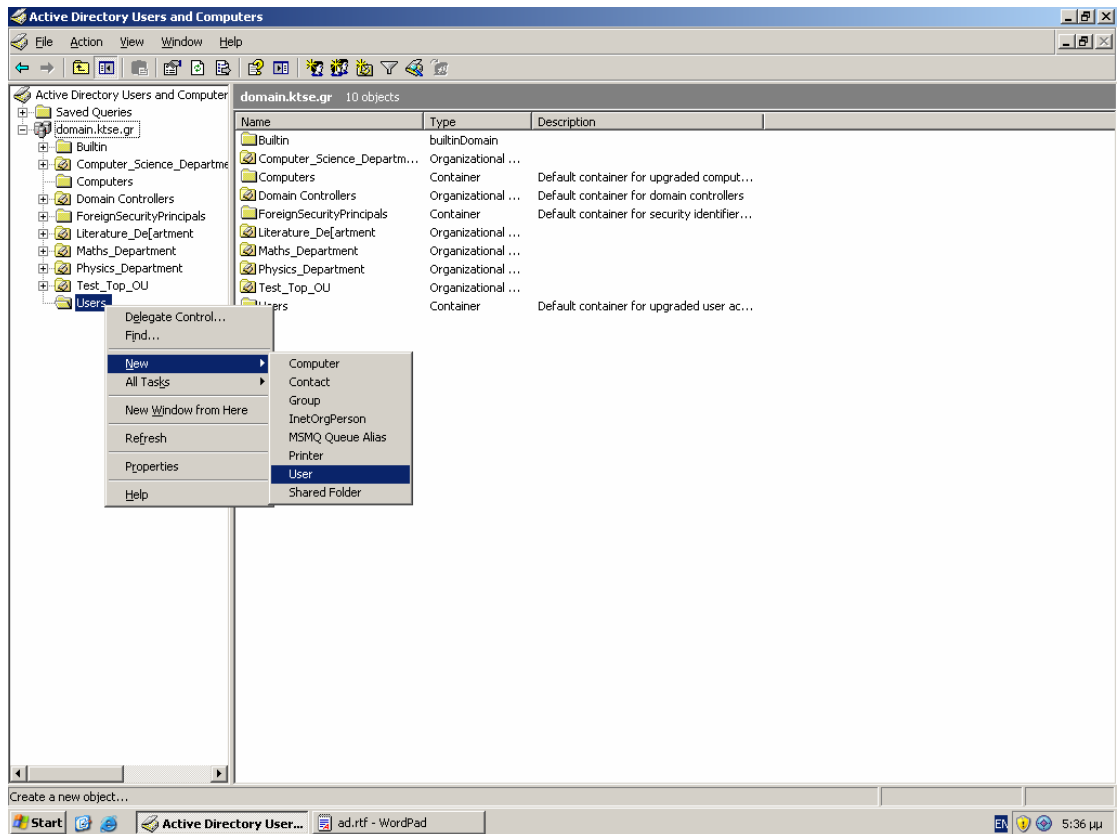 Active Directory Users and Computers
File Action View Window Help
Active Directory Users and Computer
Saved Queries
domain.ktse.gr
Builtin
Computer_Science_Departme
Computers
Domain Controllers
ForeignSecurityPrincipals
Literature_De[artment
Maths_Department
Physics_Department
Test_Top_OU
Users
domain.ktse.gr 10 objects
Name Type Description
Builtin builtinDomain
Computer_Science_Departm... Organizational ...
Computers Container Default container for upgraded comput...
Domain Controllers Organizational ... Default container for domain controllers
ForeignSecurityPrincipals Container Default container for security identifier...
Literature_De[artment Organizational ...
Maths_Department Organizational ...
Physics_Department Organizational ...
Test_Top_OU Organizational ...
Users Container Default container for upgraded user ac...
Delegate Control...
Find...
New
All Tasks
New Window from Here
Refresh
Properties
Help
Computer
Contact
Group
InetOrgPerson
MSMQ Queue Alias
Printer
User
Shared Folder
Create a new object...
Start Active Directory User... ad.rtf - WordPad EN 5:36 μμ